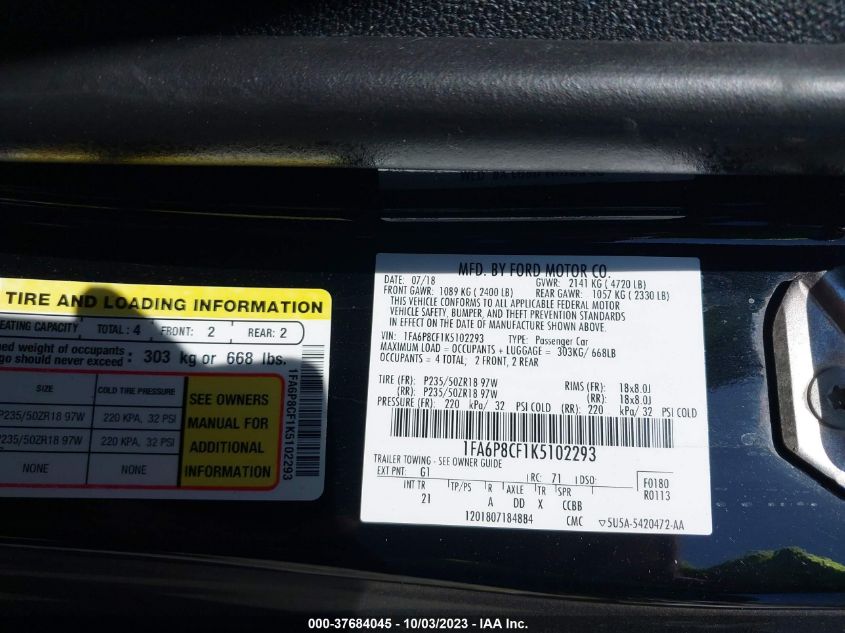 TIRE AND LOADING INFORMATION
EATING CAPACITY TOTAL: 4 FRONT: 2 REAR: 2
ned weight of occupants
go should never exceed : 303 kg or 668 lbs.
SIZE COLD TIRE PRESSURE
P235/50ZR18 97W 220 KPA, 32 PSI
P235/50ZR18 97W 220 KPA, 32 PSI
NONE NONE
SEE OWNERS
MANUAL FOR
ADDITIONAL
INFORMATION
1FA6P8CF1K5102293
MFD. BY FORD MOTOR CO.
DATE: 07/18 GVWR: 2141 KG ( 4720 LB)
FRONT GAWR: 1089 KG ( 2400 LB) REAR GAWR: 1057 KG ( 2330 LB)
THIS VEHICLE CONFORMS TO ALL APPLICABLE FEDERAL MOTOR
VEHICLE SAFETY, BUMPER, AND THEFT PREVENTION STANDARDS
IN EFFECT ON THE DATE OF MANUFACTURE SHOWN ABOVE.
VIN: 1FA6P8CF1K5102293 TYPE: Passenger Car
MAXIMUM LOAD = OCCUPANTS + LUGGAGE = 303KG/ 668LB
OCCUPANTS = 4 TOTAL; 2 FRONT, 2 REAR
TIRE (FR): P235/50ZR18 97W RIMS (FR): 18x8.0J
(RR): P235/50ZR18 97W (RR): 18x8.0J
PRESSURE (FR): 220 kPa/ 32 PSI COLD (RR): 220 kPa/ 32 PSI COLD
1FA6P8CF1K5102293
TRAILER TOWING - SEE OWNER GUIDE
EXT PNT: G1 RC: 71 DSO: F0180
INT TR TP/PS R AXLE TR SPR R0113
21 A DD X CCBB
1201807184884 CMC ▽5U5A-5420472-AA
000-37684045 - 10/03/2023 - IAA Inc.